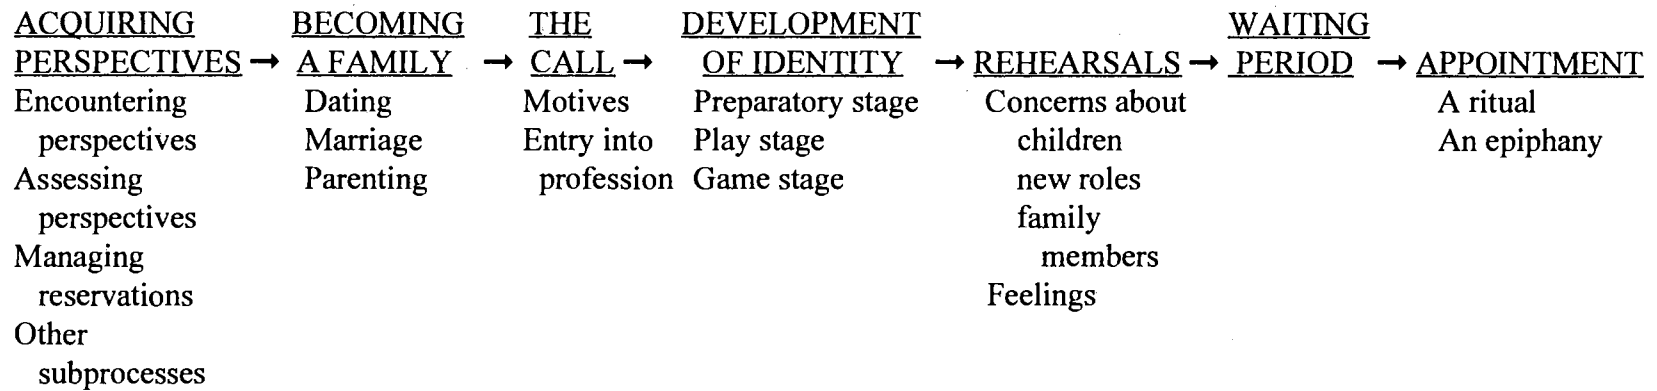 ACQUIRING
PERSPECTIVES →
Encountering
perspectives
Assessing
perspectives
Managing
reservations
Other
subprocesses
BECOMING
A FAMILY →
Dating
Marriage
Parenting
THE
CALL →
Motives
Entry into
profession
DEVELOPMENT
OF IDENTITY →
Preparatory stage
Play stage
Game stage
REHEARSALS →
Concerns about
children
new roles
family
members
Feelings
WAITING
PERIOD →
APPOINTMENT
A ritual
An epiphany